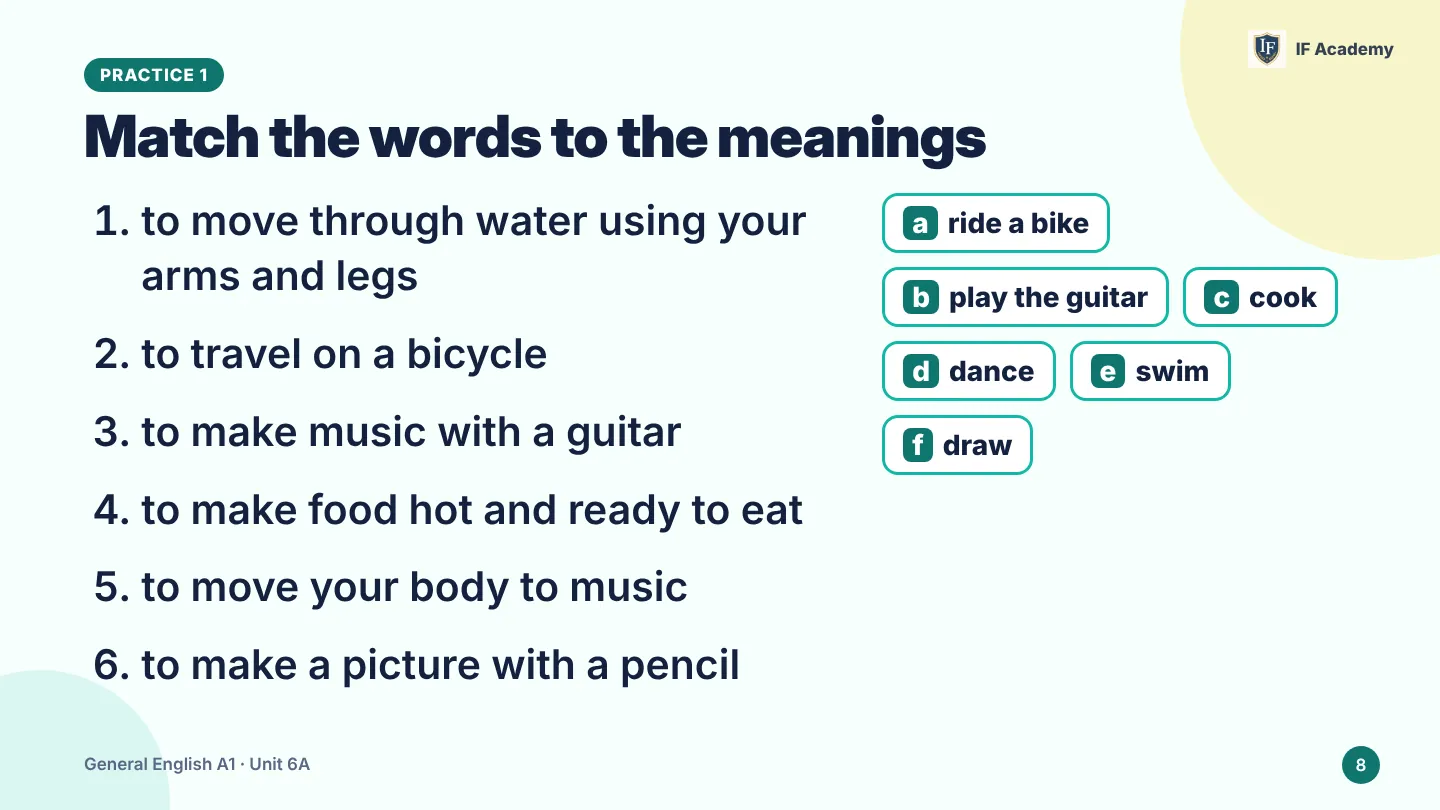 IF IF Academy
PRACTICE 1
Match the words to the meanings
1. to move through water using your
arms and legs
2. to travel on a bicycle
3. to make music with a guitar
4. to make food hot and ready to eat
5. to move your body to music
6. to make a picture with a pencil
a ride a bike
b play the guitar c cook
d dance e swim
f draw
General English A1 · Unit 6A
8